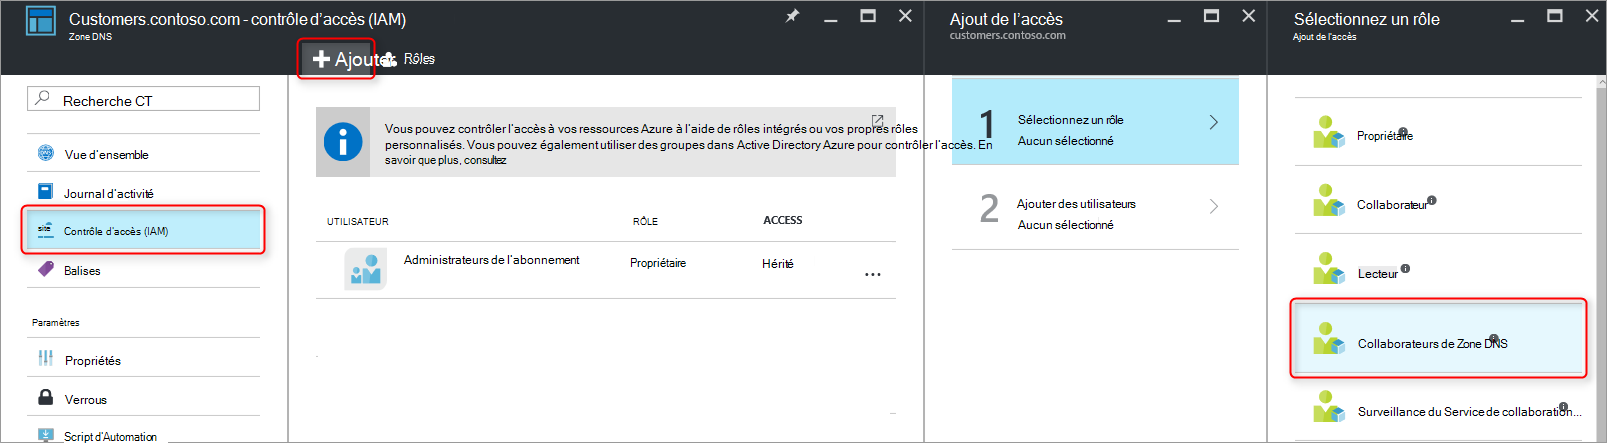 Customers.contoso.com - contrôle d'accès (IAM)
Zone DNS
Ajouter
Rôles
Recherche CT
Vue d'ensemble
Journal d'activité
site
Contrôle d'accès (IAM)
Balises
Paramètres
Propriétés
Verrous
Script d'Automation
Vous pouvez contrôler l'accès à vos ressources Azure à l'aide de rôles intégrés ou vos propres rôles
personnalisés. Vous pouvez également utiliser des groupes dans Active Directory Azure pour contrôler l'accès. En
savoir que plus, consultez
UTILISATEUR RÔLE ACCESS
Administrateurs de l'abonnement Propriétaire Hérité
Ajout de l'accès
customers.contoso.com
1 Sélectionnez un rôle
Aucun sélectionné
2 Ajouter des utilisateurs
Aucun sélectionné
Sélectionnez un rôle
Ajout de l'accès
Propriétaire
Collaborateur
Lecteur
Collaborateurs de Zone DNS
Surveillance du Service de collaboration...